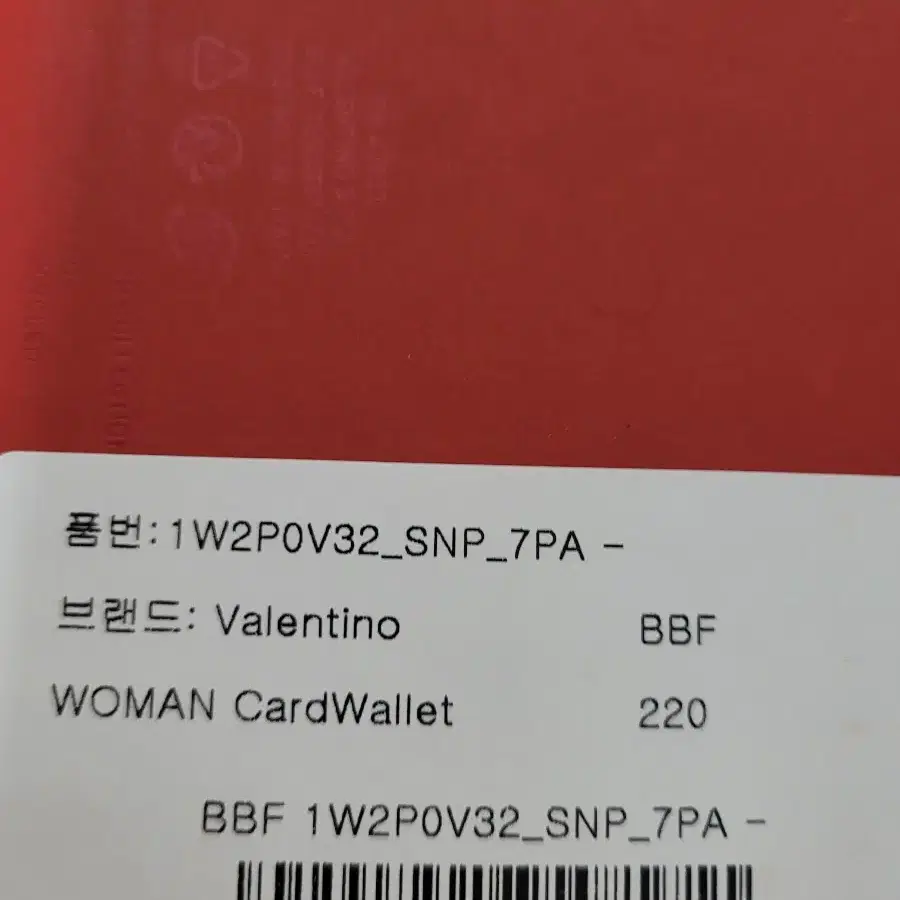 품번: 1W2P0V32_SNP_7PA -
브랜드: Valentino BBF
WOMAN CardWallet 220
BBF 1W2P0V32_SNP_7PA -